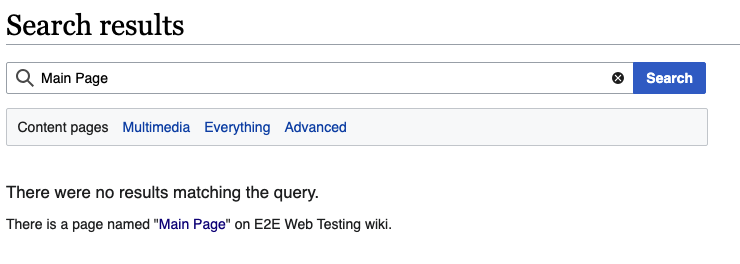 Search results
Main Page
Search
Content pages Multimedia Everything Advanced
There were no results matching the query.
There is a page named "Main Page" on E2E Web Testing wiki.